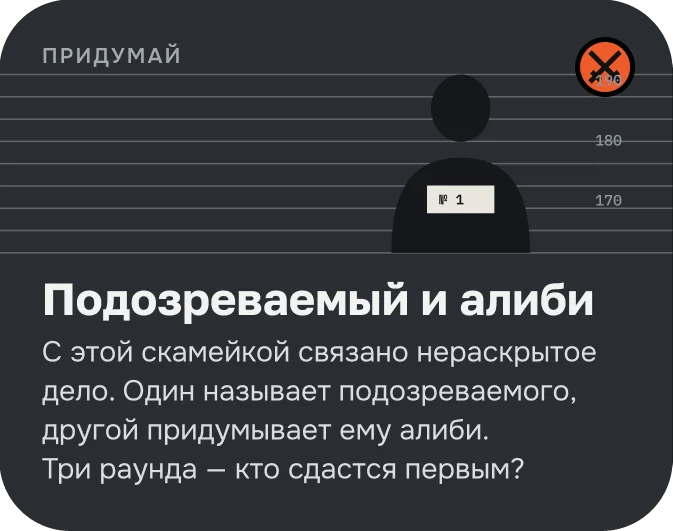 ПРИДУМАЙ
190
180
№ 1
170
Подозреваемый и алиби
С этой скамейкой связано нераскрытое
дело. Один называет подозреваемого,
другой придумывает ему алиби.
Три раунда — кто сдастся первым?